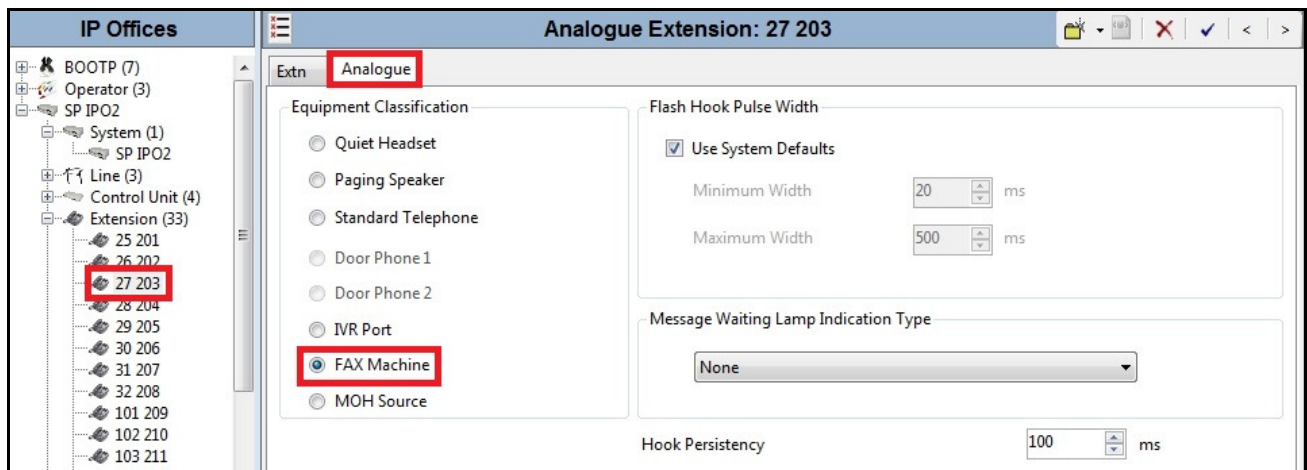 IP Offices
BOOTP (7)
Operator (3)
SP IPO2
System (1)
SP IPO2
Line (3)
Control Unit (4)
Extension (33)
25 201
26 202
27 203
28 204
29 205
30 206
31 207
32 208
101 209
102 210
103 211
Analogue Extension: 27 203
Extn Analogue
Equipment Classification
Quiet Headset
Paging Speaker
Standard Telephone
Door Phone 1
Door Phone 2
IVR Port
FAX Machine
MOH Source
Flash Hook Pulse Width
Use System Defaults
Minimum Width 20 ms
Maximum Width 500 ms
Message Waiting Lamp Indication Type
None
Hook Persistency 100 ms